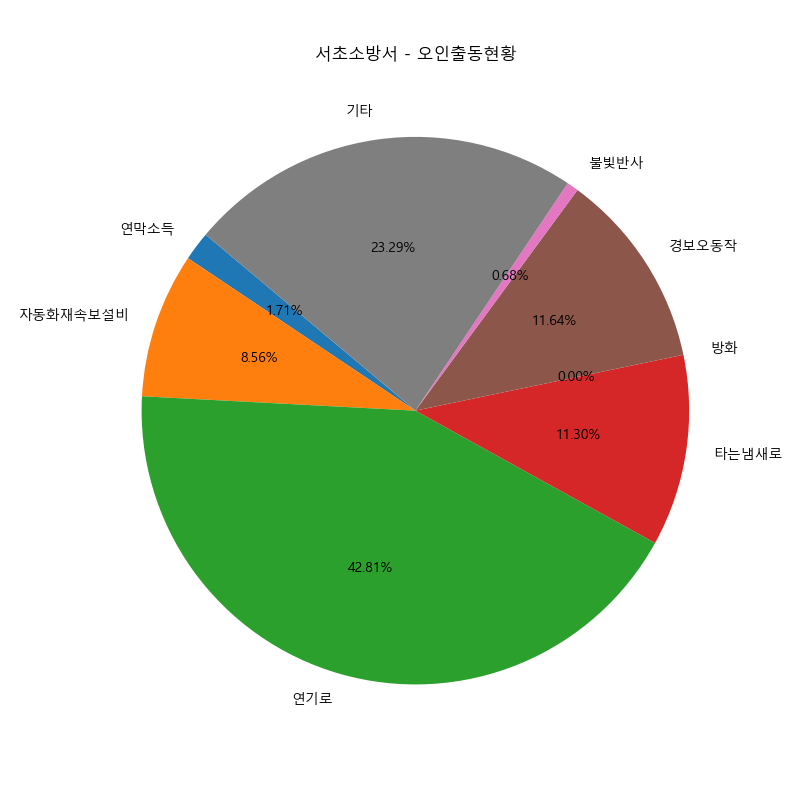 서초소방서 - 오인출동현황
기타
불빛반사
연막소득
경보오동작
23.29%
0.68%
1.71%
11.64%
자동화재속보설비
방화
8.56%
0.00%
11.30%
타는냄새로
42.81%
연기로